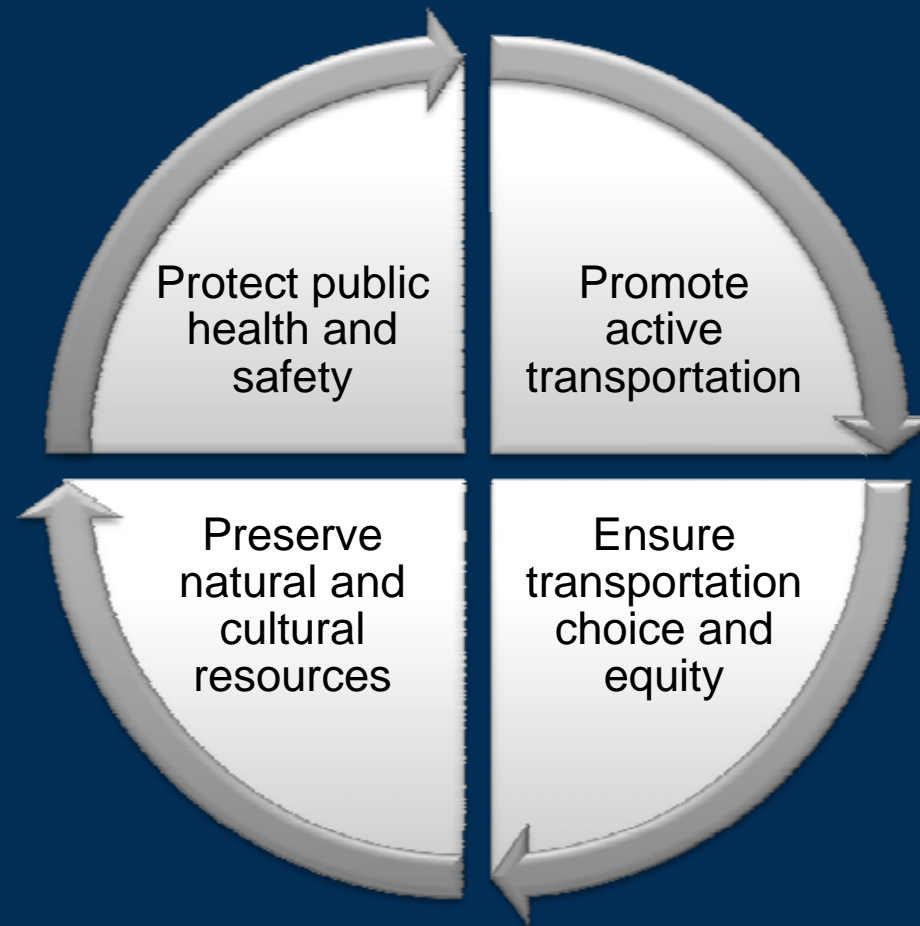 Protect public
health and
safety
Promote
active
transportation
Preserve
natural and
cultural
resources
Ensure
transportation
choice and
equity